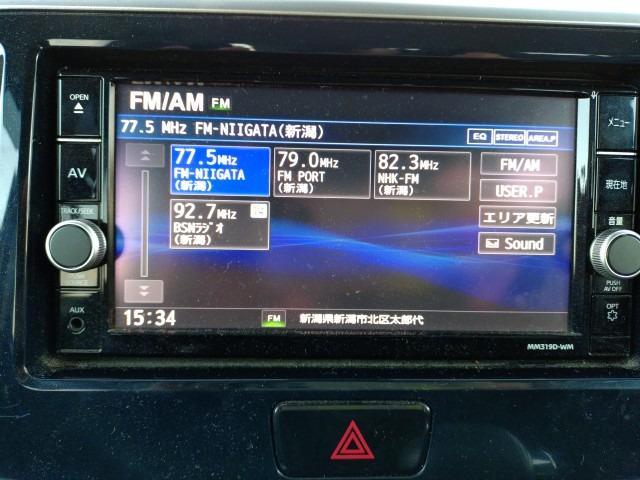 OPEN
AV
TRACK/SEEK
AUX
FM/AM FM
77.5 MHz FM-NIIGATA(新潟)
EQ STEREO AREA.P
77.5MHz
FM-NIIGATA
(新潟)
79.0MHz
FM PORT
(新潟)
82.3MHz
NHK-FM
(新潟)
92.7MHz
BSNラジオ
(新潟)
FM/AM
USER.P
エリア更新
Sound
15:34
FM
新潟県新潟市北区太郎代
メニュー
現在地
音量
PUSH
AV OFF
OPT
MM319D-WM